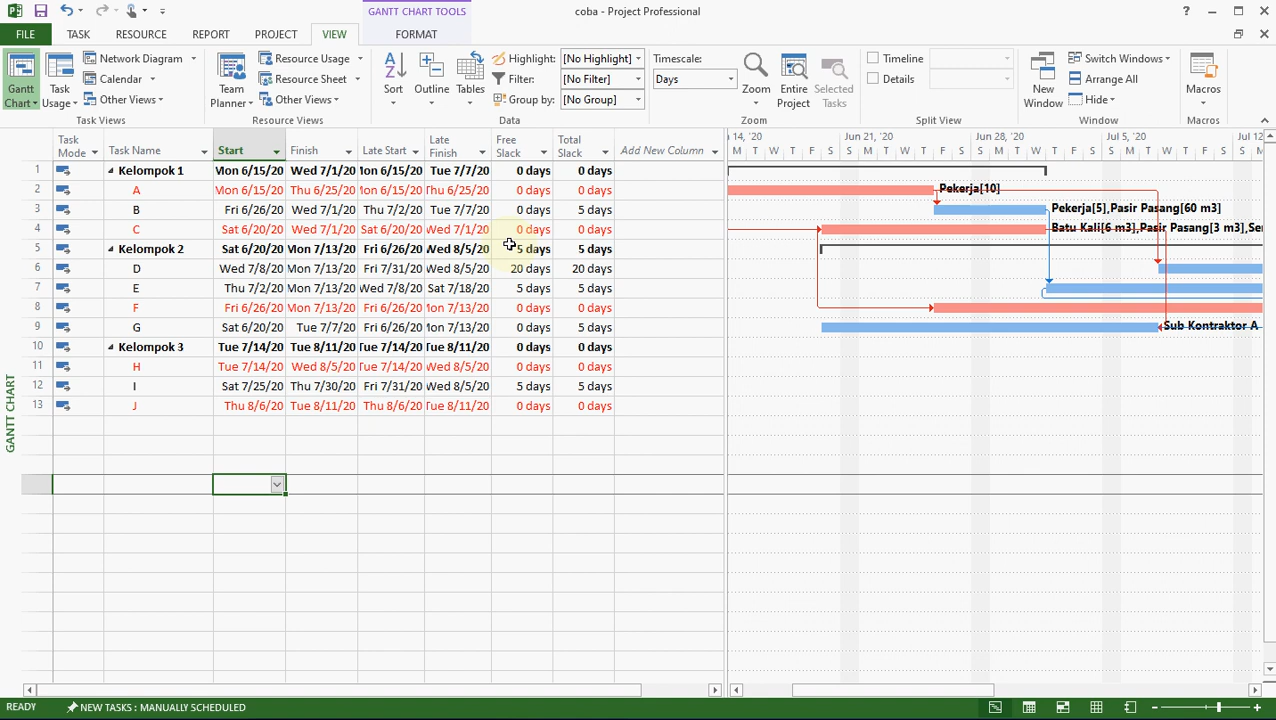 GANTT CHART TOOLS
coba - Project Professional
FILE TASK RESOURCE REPORT PROJECT VIEW FORMAT
Gantt Chart
Task Usage
Network Diagram
Calendar
Other Views
Task Views
Team Planner
Resource Usage
Resource Sheet
Other Views
Resource Views
Sort
Outline
Tables
Highlight: [No Highlight]
Filter: [No Filter]
Group by: [No Group]
Data
Timescale:
Days
Zoom
Entire Project
Selected Tasks
Zoom
Timeline
Details
Split View
New Window
Switch Windows
Arrange All
Hide
Window
Macros
Macros
Task Mode Task Name Start Finish Late Start Late Finish Free Slack Total Slack Add New Column
1 Kelompok 1 Mon 6/15/20 Wed 7/1/20 Mon 6/15/20 Tue 7/7/20 0 days 0 days
2 A Mon 6/15/20 Thu 6/25/20 Mon 6/15/20 Thu 6/25/20 0 days 0 days
3 B Fri 6/26/20 Wed 7/1/20 Thu 7/2/20 Tue 7/7/20 0 days 5 days
4 C Sat 6/20/20 Wed 7/1/20 Sat 6/20/20 Wed 7/1/20 0 days 0 days
5 Kelompok 2 Sat 6/20/20 Mon 7/13/20 Fri 6/26/20 Wed 8/5/20 5 days 5 days
6 D Wed 7/8/20 Mon 7/13/20 Fri 7/31/20 Wed 8/5/20 20 days 20 days
7 E Thu 7/2/20 Mon 7/13/20 Wed 7/8/20 Sat 7/18/20 5 days 5 days
8 F Fri 6/26/20 Mon 7/13/20 Fri 6/26/20 Mon 7/13/20 0 days 0 days
9 G Sat 6/20/20 Tue 7/7/20 Fri 6/26/20 Mon 7/13/20 0 days 5 days
10 Kelompok 3 Tue 7/14/20 Tue 8/11/20 Tue 7/14/20 Tue 8/11/20 0 days 0 days
11 H Tue 7/14/20 Wed 8/5/20 Tue 7/14/20 Wed 8/5/20 0 days 0 days
12 I Sat 7/25/20 Thu 7/30/20 Fri 7/31/20 Wed 8/5/20 5 days 5 days
13 J Thu 8/6/20 Tue 8/11/20 Thu 8/6/20 Tue 8/11/20 0 days 0 days
GANTT CHART
n 14, '20 Jun 21, '20 Jun 28, '20 Jul 5, '20 Jul 12
M T W T F S S M T W T F S S M T W T F S S M T W T F S S M
Pekerja[10]
Pekerja[5],Pasir Pasang[60 m3]
Batu Kali[6 m3],Pasir Pasang[3 m3],Se
Sub Kontraktor A
READY NEW TASKS : MANUALLY SCHEDULED